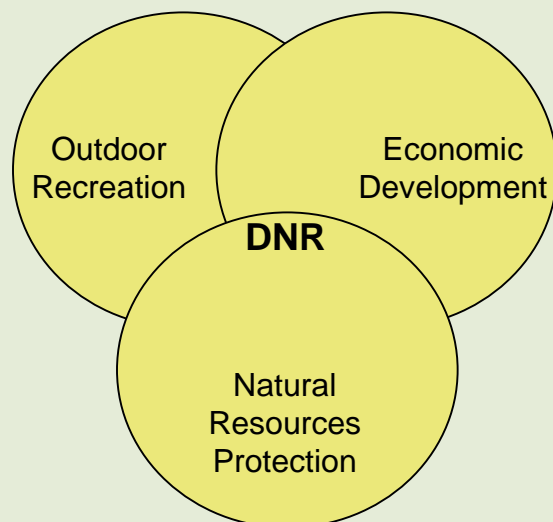 Outdoor
Recreation
Economic
Development
DNR
Natural
Resources
Protection